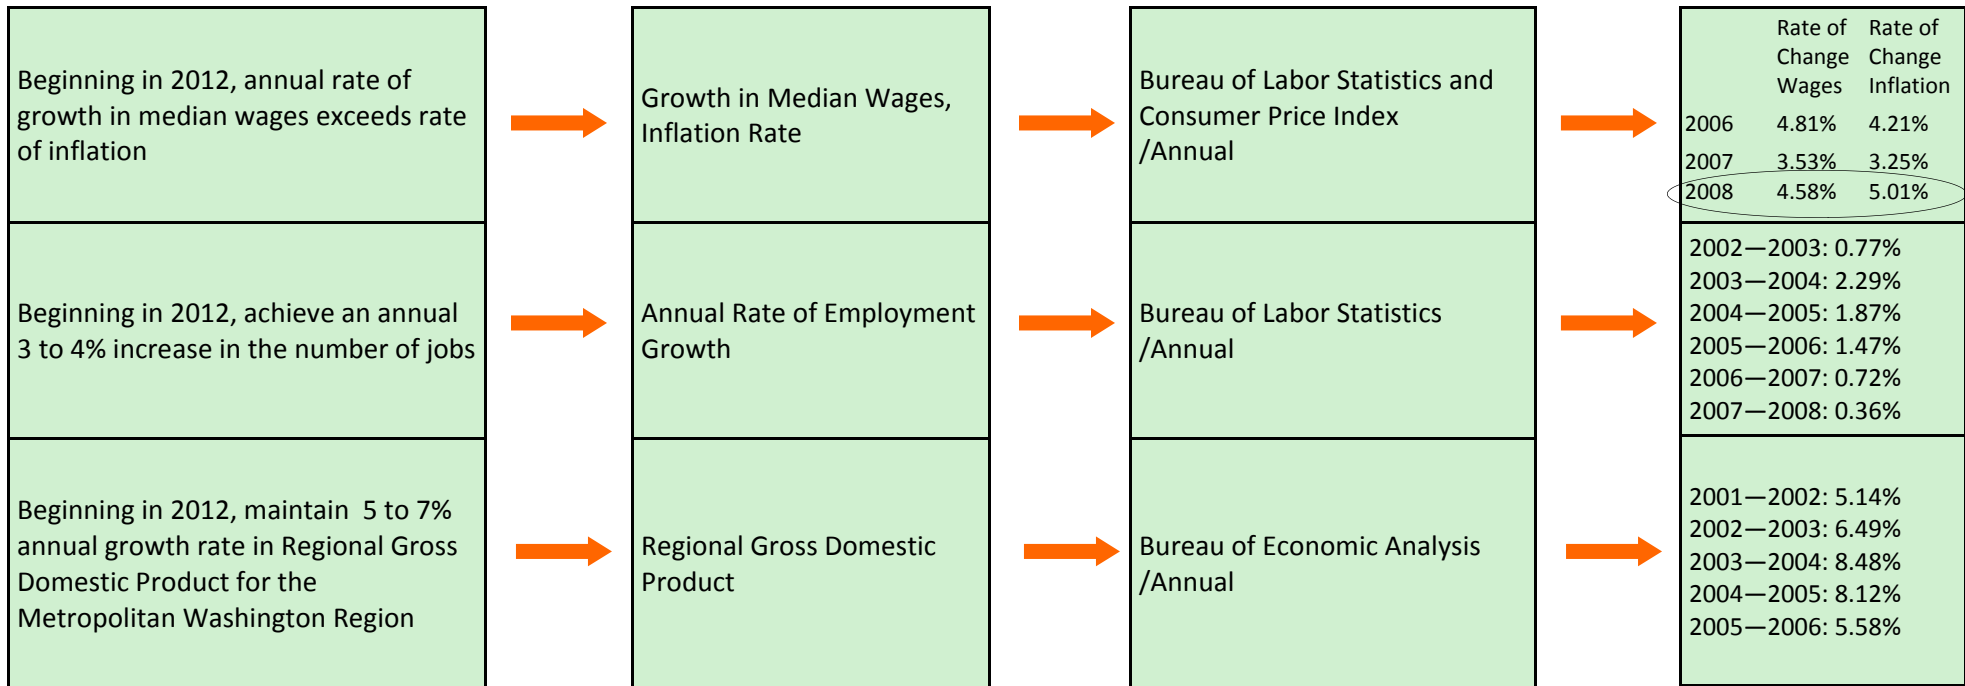 Beginning in 2012, annual rate of
growth in median wages exceeds rate
of inflation
Growth in Median Wages,
Inflation Rate
Bureau of Labor Statistics and
Consumer Price Index
/Annual
Rate of Rate of
Change Change
Wages Inflation
2006 4.81% 4.21%
2007 3.53% 3.25%
2008 4.58% 5.01%
Beginning in 2012, achieve an annual
3 to 4% increase in the number of jobs
Annual Rate of Employment
Growth
Bureau of Labor Statistics
/Annual
2002—2003: 0.77%
2003—2004: 2.29%
2004—2005: 1.87%
2005—2006: 1.47%
2006—2007: 0.72%
2007—2008: 0.36%
Beginning in 2012, maintain 5 to 7%
annual growth rate in Regional Gross
Domestic Product for the
Metropolitan Washington Region
Regional Gross Domestic
Product
Bureau of Economic Analysis
/Annual
2001—2002: 5.14%
2002—2003: 6.49%
2003—2004: 8.48%
2004—2005: 8.12%
2005—2006: 5.58%